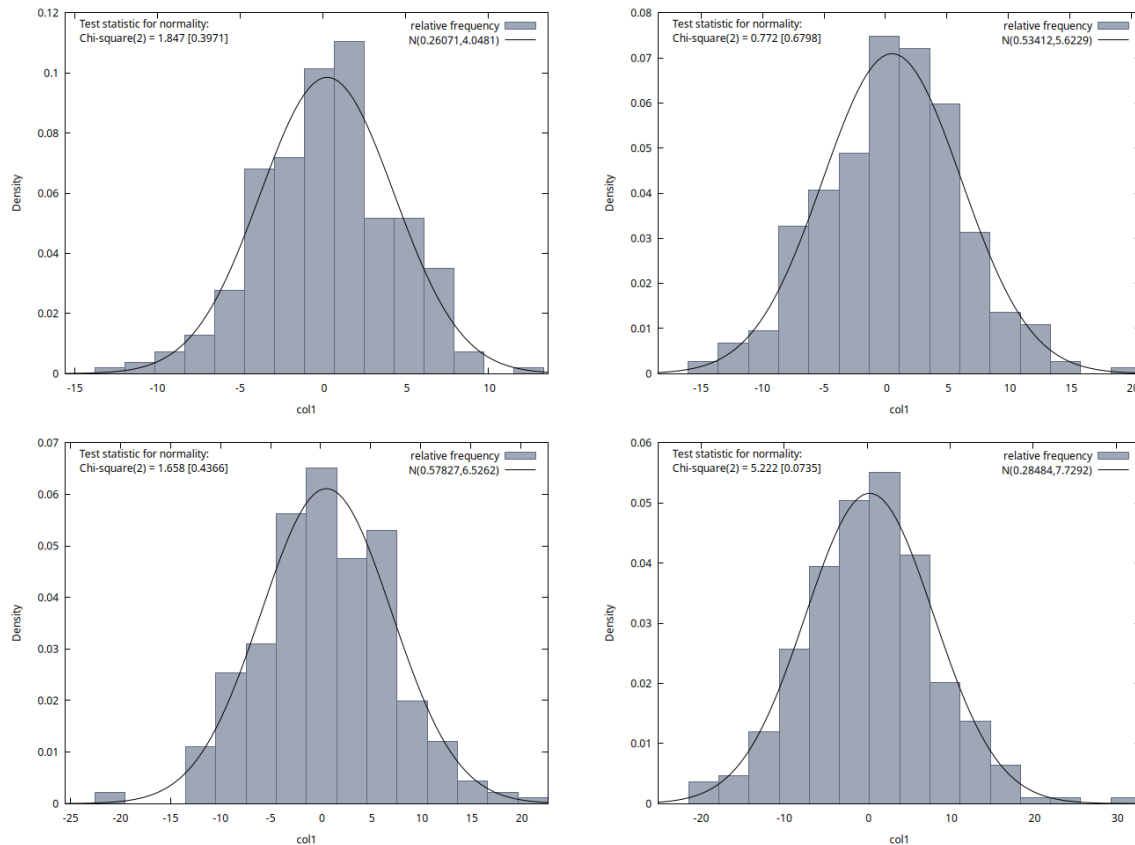 Test statistic for normality:
Chi-square(2) = 1.847 [0.3971]
relative frequency
N(0.26071,4.0481)
0.12
0.1
0.08
0.06
0.04
0.02
0
Density
-15 -10 -5 0 5 10
col1
Test statistic for normality:
Chi-square(2) = 0.772 [0.6798]
relative frequency
N(0.53412,5.6229)
0.08
0.07
0.06
0.05
0.04
0.03
0.02
0.01
0
Density
-15 -10 -5 0 5 10 15 20
col1
Test statistic for normality:
Chi-square(2) = 1.658 [0.4366]
relative frequency
N(0.57827,6.5262)
0.07
0.06
0.05
0.04
0.03
0.02
0.01
0
Density
-25 -20 -15 -10 -5 0 5 10 15 20
col1
Test statistic for normality:
Chi-square(2) = 5.222 [0.0735]
relative frequency
N(0.28484,7.7292)
0.06
0.05
0.04
0.03
0.02
0.01
0
Density
-20 -10 0 10 20 30
col1